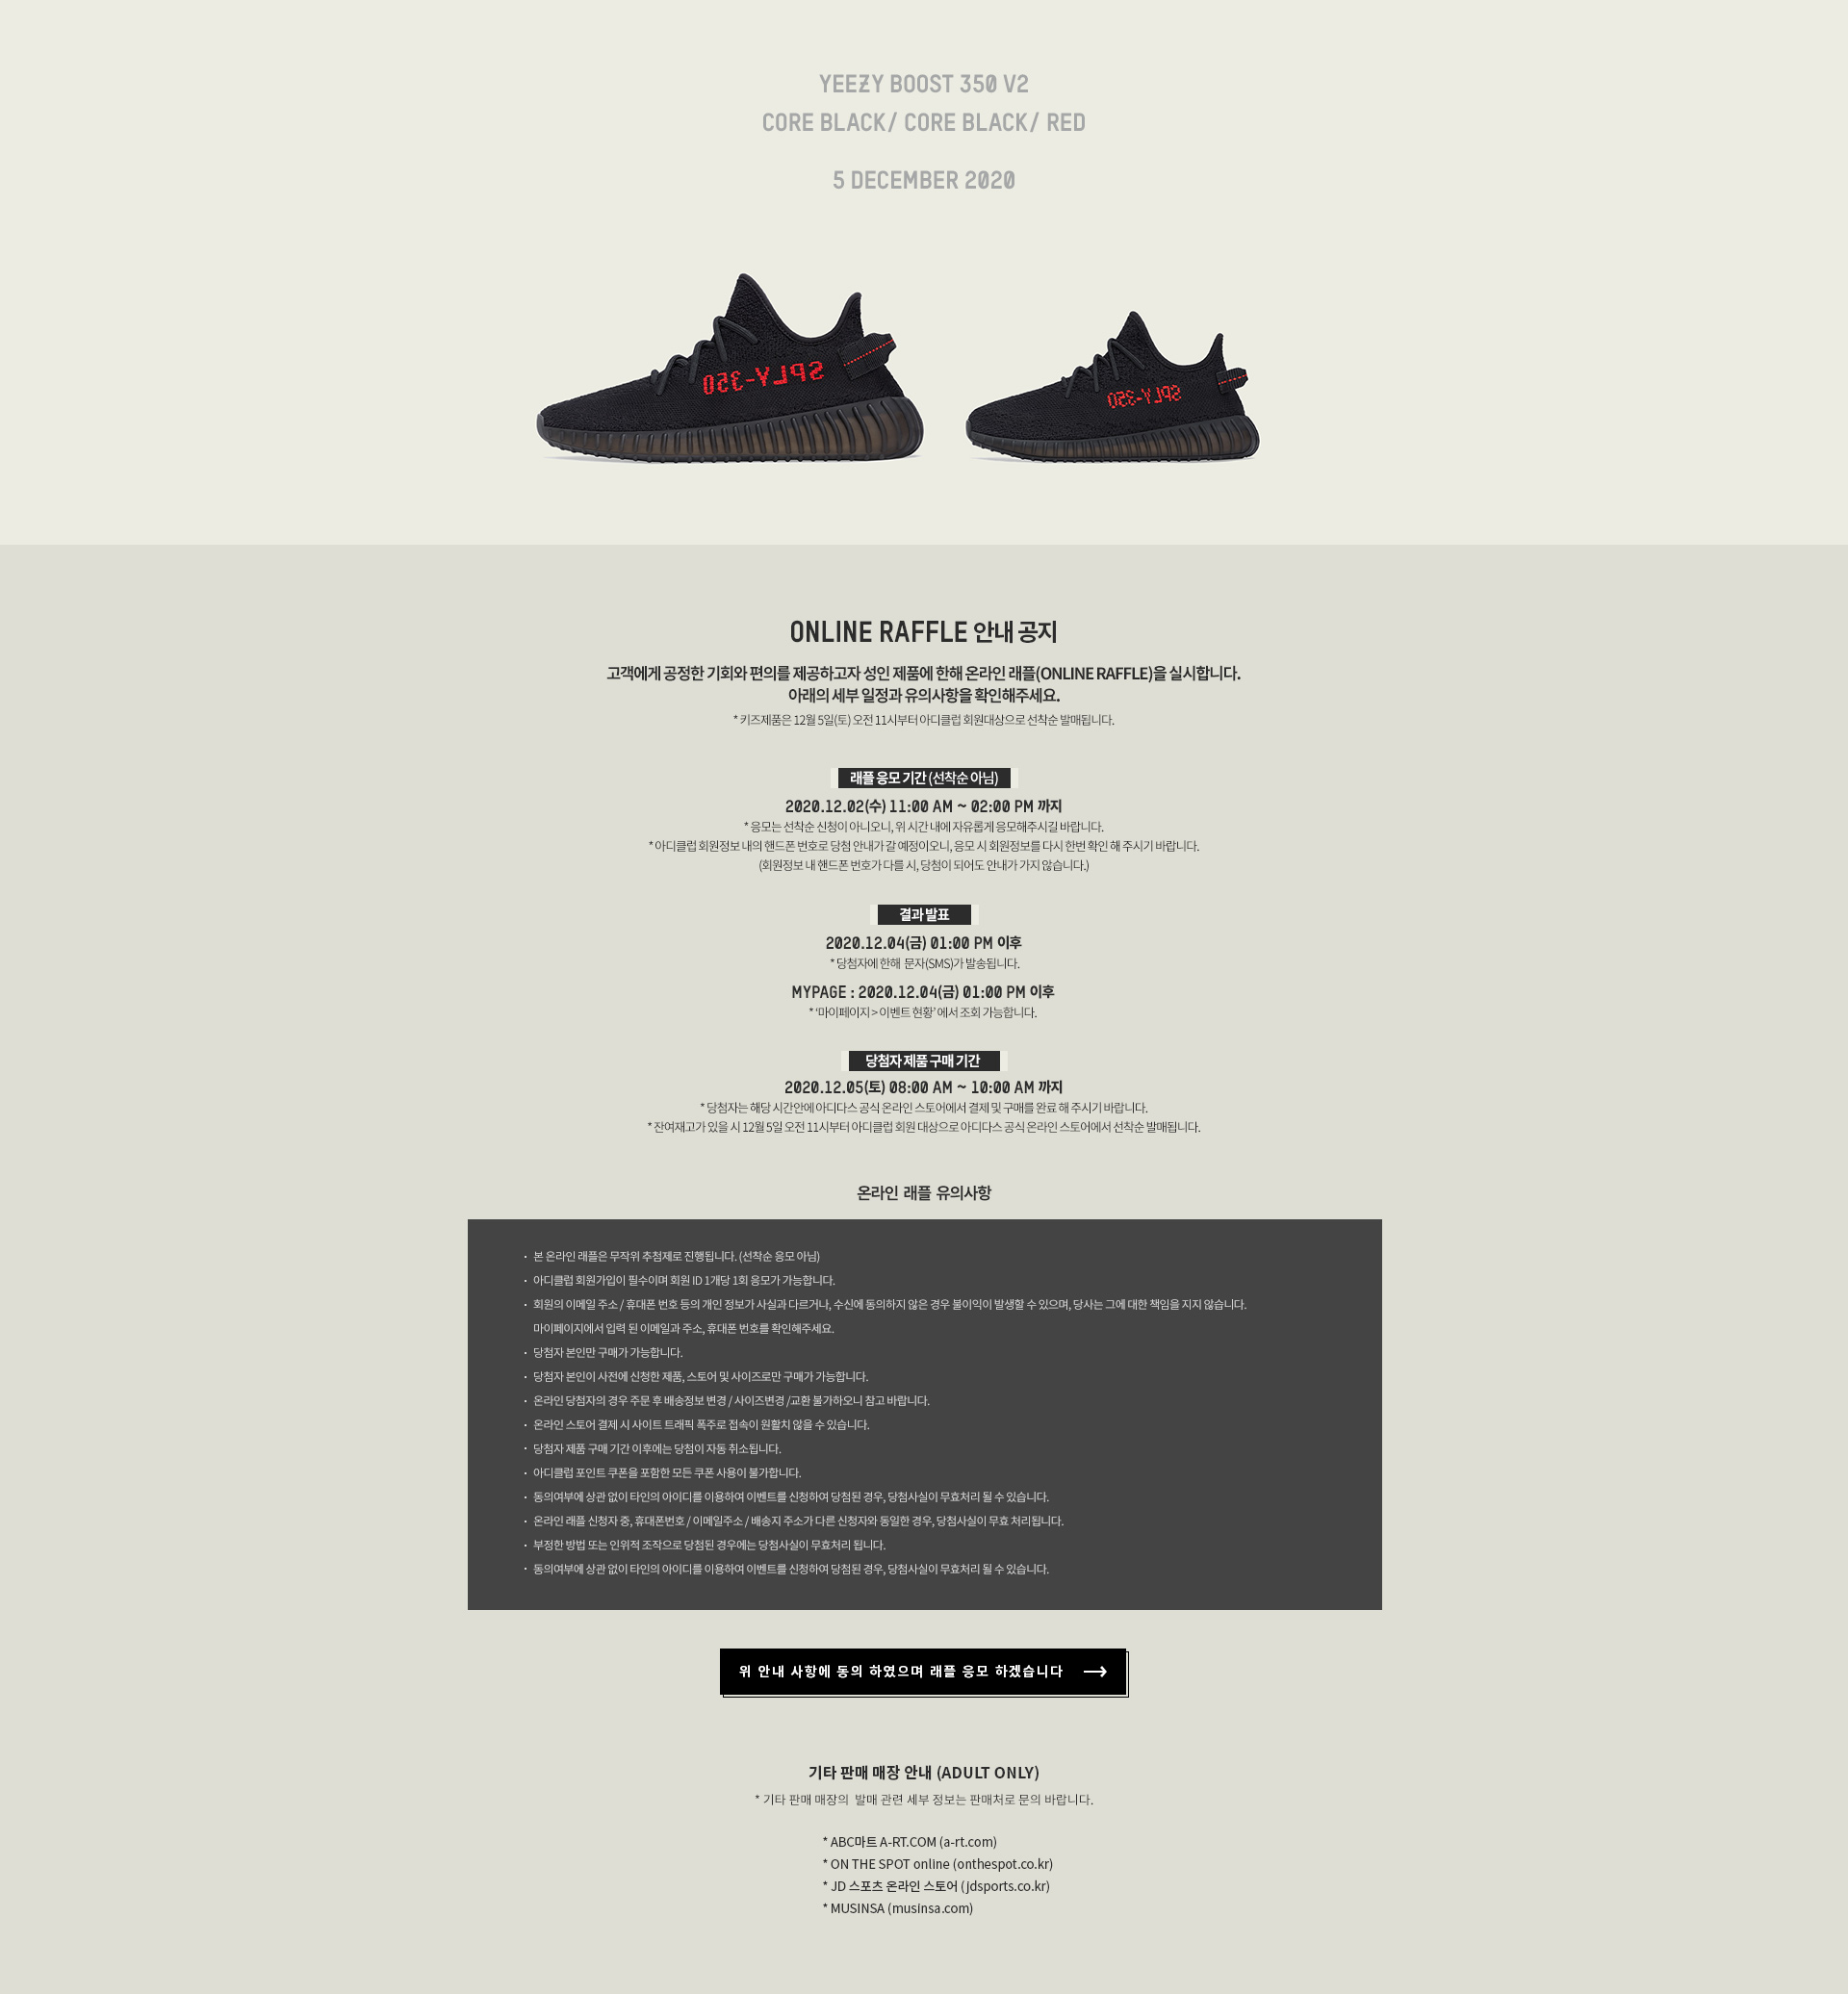 YEEZY BOOST 350 V2
CORE BLACK/ CORE BLACK/ RED
5 DECEMBER 2020
SPLY-350
SPLY-350
ONLINE RAFFLE 안내 공지
고객에게 공정한 기회와 편의를 제공하고자 성인 제품에 한해 온라인 래플(ONLINE RAFFLE)을 실시합니다.
아래의 세부 일정과 유의사항을 확인해주세요.
* 키즈제품은 12월 5일(토) 오전 11시부터 아디클럽 회원대상으로 선착순 발매됩니다.
래플 응모 기간 (선착순 아님)
2020.12.02(수) 11:00 AM ~ 02:00 PM 까지
* 응모는 선착순 신청이 아니오니, 위 시간 내에 자유롭게 응모해주시길 바랍니다.
* 아디클럽 회원정보 내의 핸드폰 번호로 당첨 안내가 갈 예정이오니, 응모 시 회원정보를 다시 한번 확인 해 주시기 바랍니다.
(회원정보 내 핸드폰 번호가 다를 시, 당첨이 되어도 안내가 가지 않습니다.)
결과 발표
2020.12.04(금) 01:00 PM 이후
* 당첨자에 한해 문자(SMS)가 발송됩니다.
MYPAGE : 2020.12.04(금) 01:00 PM 이후
* ‘마이페이지 > 이벤트 현황’ 에서 조회 가능합니다.
당첨자 제품 구매 기간
2020.12.05(토) 08:00 AM ~ 10:00 AM 까지
* 당첨자는 해당 시간안에 아디다스 공식 온라인 스토어에서 결제 및 구매를 완료 해 주시기 바랍니다.
* 잔여재고가 있을 시 12월 5일 오전 11시부터 아디클럽 회원 대상으로 아디다스 공식 온라인 스토어에서 선착순 발매됩니다.
온라인 래플 유의사항
· 본 온라인 래플은 무작위 추첨제로 진행됩니다. (선착순 응모 아님)
· 아디클럽 회원가입이 필수이며 회원 ID 1개당 1회 응모가 가능합니다.
· 회원의 이메일 주소 / 휴대폰 번호 등의 개인 정보가 사실과 다르거나, 수신에 동의하지 않은 경우 불이익이 발생할 수 있으며, 당사는 그에 대한 책임을 지지 않습니다.
마이페이지에서 입력 된 이메일과 주소, 휴대폰 번호를 확인해주세요.
· 당첨자 본인만 구매가 가능합니다.
· 당첨자 본인이 사전에 신청한 제품, 스토어 및 사이즈로만 구매가 가능합니다.
· 온라인 당첨자의 경우 주문 후 배송정보 변경 / 사이즈변경 /교환 불가하오니 참고 바랍니다.
· 온라인 스토어 결제 시 사이트 트래픽 폭주로 접속이 원활치 않을 수 있습니다.
· 당첨자 제품 구매 기간 이후에는 당첨이 자동 취소됩니다.
· 아디클럽 포인트 쿠폰을 포함한 모든 쿠폰 사용이 불가합니다.
· 동의여부에 상관 없이 타인의 아이디를 이용하여 이벤트를 신청하여 당첨된 경우, 당첨사실이 무효처리 될 수 있습니다.
· 온라인 래플 신청자 중, 휴대폰번호 / 이메일주소 / 배송지 주소가 다른 신청자와 동일한 경우, 당첨사실이 무효 처리됩니다.
· 부정한 방법 또는 인위적 조작으로 당첨된 경우에는 당첨사실이 무효처리 됩니다.
· 동의여부에 상관 없이 타인의 아이디를 이용하여 이벤트를 신청하여 당첨된 경우, 당첨사실이 무효처리 될 수 있습니다.
위 안내 사항에 동의 하였으며 래플 응모 하겠습니다
기타 판매 매장 안내 (ADULT ONLY)
* 기타 판매 매장의 발매 관련 세부 정보는 판매처로 문의 바랍니다.
* ABC마트 A-RT.COM (a-rt.com)
* ON THE SPOT online (onthespot.co.kr)
* JD 스포츠 온라인 스토어 (jdsports.co.kr)
* MUSINSA (musinsa.com)